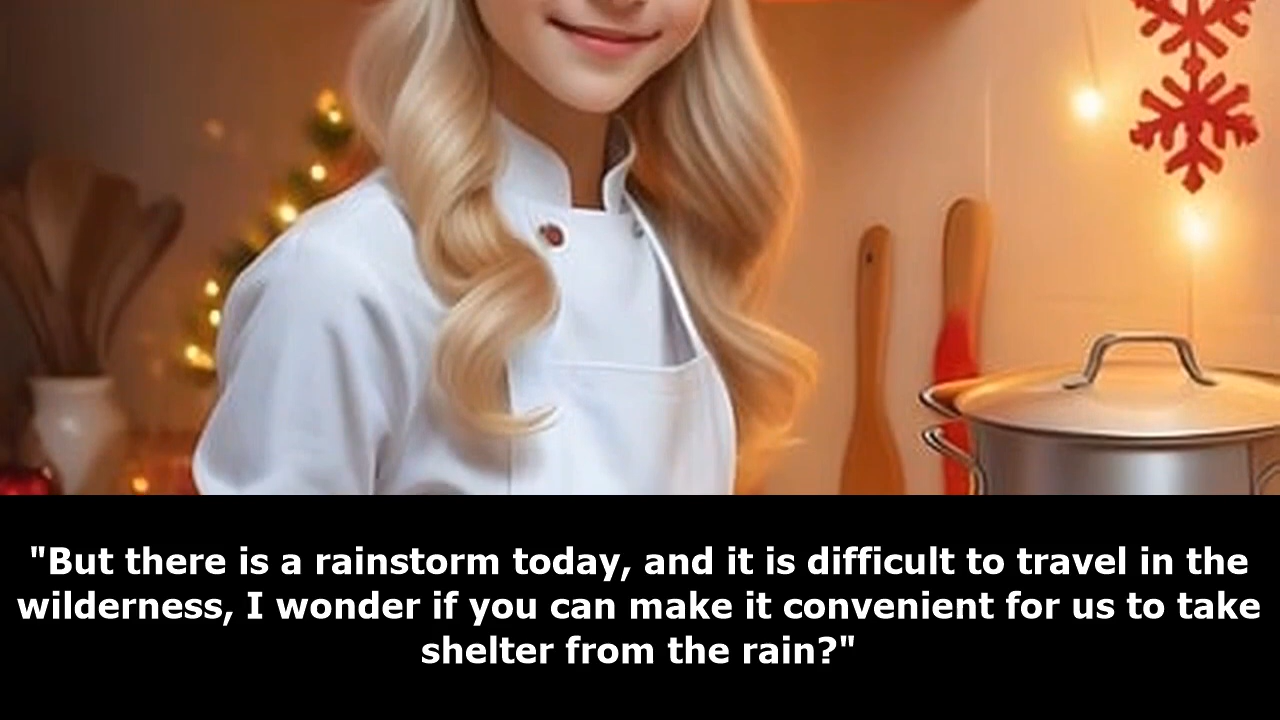 "But there is a rainstorm today, and it is difficult to travel in the
wilderness, I wonder if you can make it convenient for us to take
shelter from the rain?"